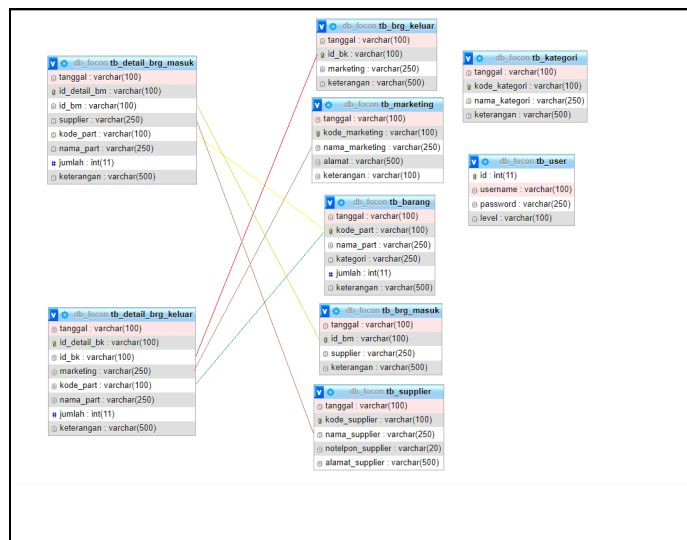 db_focon tb_detail_brg_masuk
tanggal : varchar(100)
id_detail_bm : varchar(100)
id_bm : varchar(100)
supplier : varchar(250)
kode_part : varchar(100)
nama_part : varchar(250)
# jumlah : int(11)
keterangan : varchar(500)
db_focon tb_detail_brg_keluar
tanggal : varchar(100)
id_detail_bk : varchar(100)
id_bk : varchar(100)
marketing : varchar(250)
kode_part : varchar(100)
nama_part : varchar(250)
# jumlah : int(11)
keterangan : varchar(500)
db_focon tb_brg_keluar
tanggal : varchar(100)
id_bk : varchar(100)
marketing : varchar(250)
keterangan : varchar(500)
db_focon tb_marketing
tanggal : varchar(100)
kode_marketing : varchar(100)
nama_marketing : varchar(250)
alamat : varchar(500)
keterangan : varchar(100)
db_focon tb_barang
tanggal : varchar(100)
kode_part : varchar(100)
nama_part : varchar(250)
kategori : varchar(250)
# jumlah : int(11)
keterangan : varchar(500)
db_focon tb_brg_masuk
tanggal : varchar(100)
id_bm : varchar(100)
supplier : varchar(250)
keterangan : varchar(500)
db_focon tb_supplier
tanggal : varchar(100)
kode_supplier : varchar(100)
nama_supplier : varchar(250)
notelpon_supplier : varchar(20)
alamat_supplier : varchar(500)
db_focon tb_kategori
tanggal : varchar(100)
kode_kategori : varchar(100)
nama_kategori : varchar(250)
keterangan : varchar(500)
db_focon tb_user
id : int(11)
username : varchar(100)
password : varchar(250)
level : varchar(100)